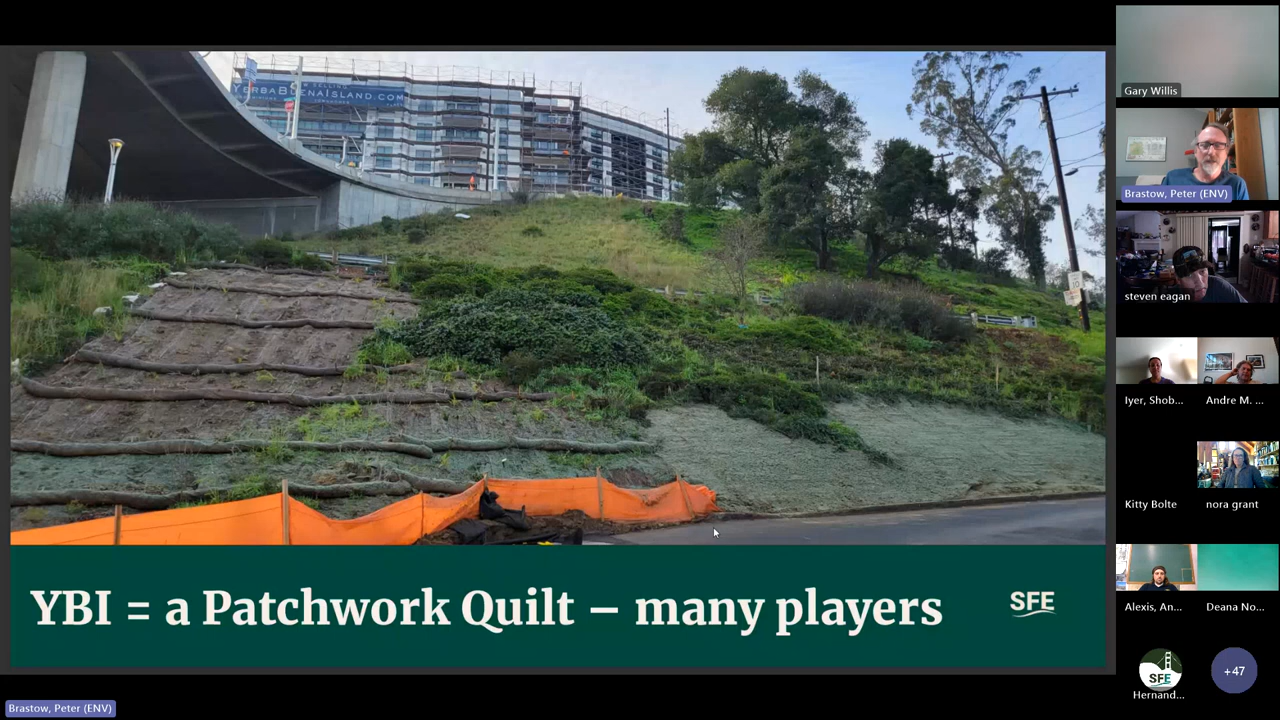 YERBABUENAISLAND.COM
YBI = a Patchwork Quilt – many players
SFE
Gary Willis
Brastow, Peter (ENV)
steven eagan
Iyer, Shob...
Andre M. ...
Kitty Bolte
nora grant
Alexis, An...
Deana No...
SFE
Hernand...
+47
Brastow, Peter (ENV)